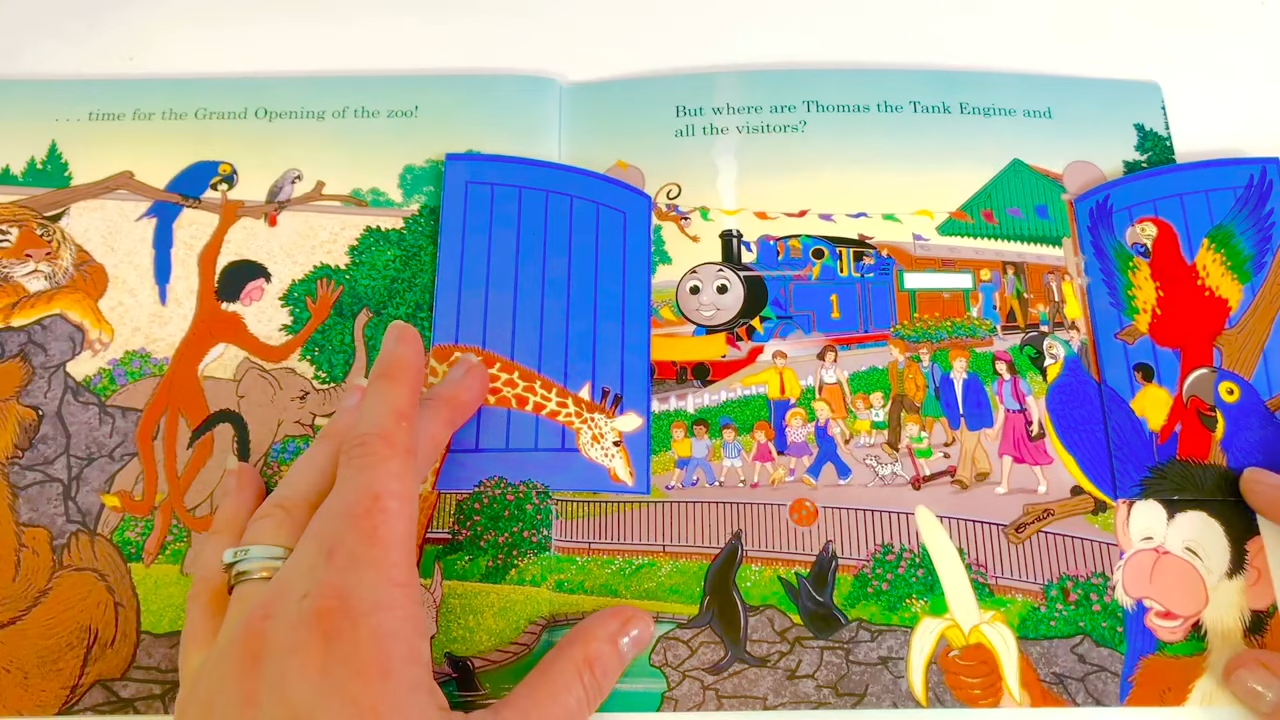 . . . time for the Grand Opening of the zoo!
But where are Thomas the Tank Engine and
all the visitors?
1
Owain